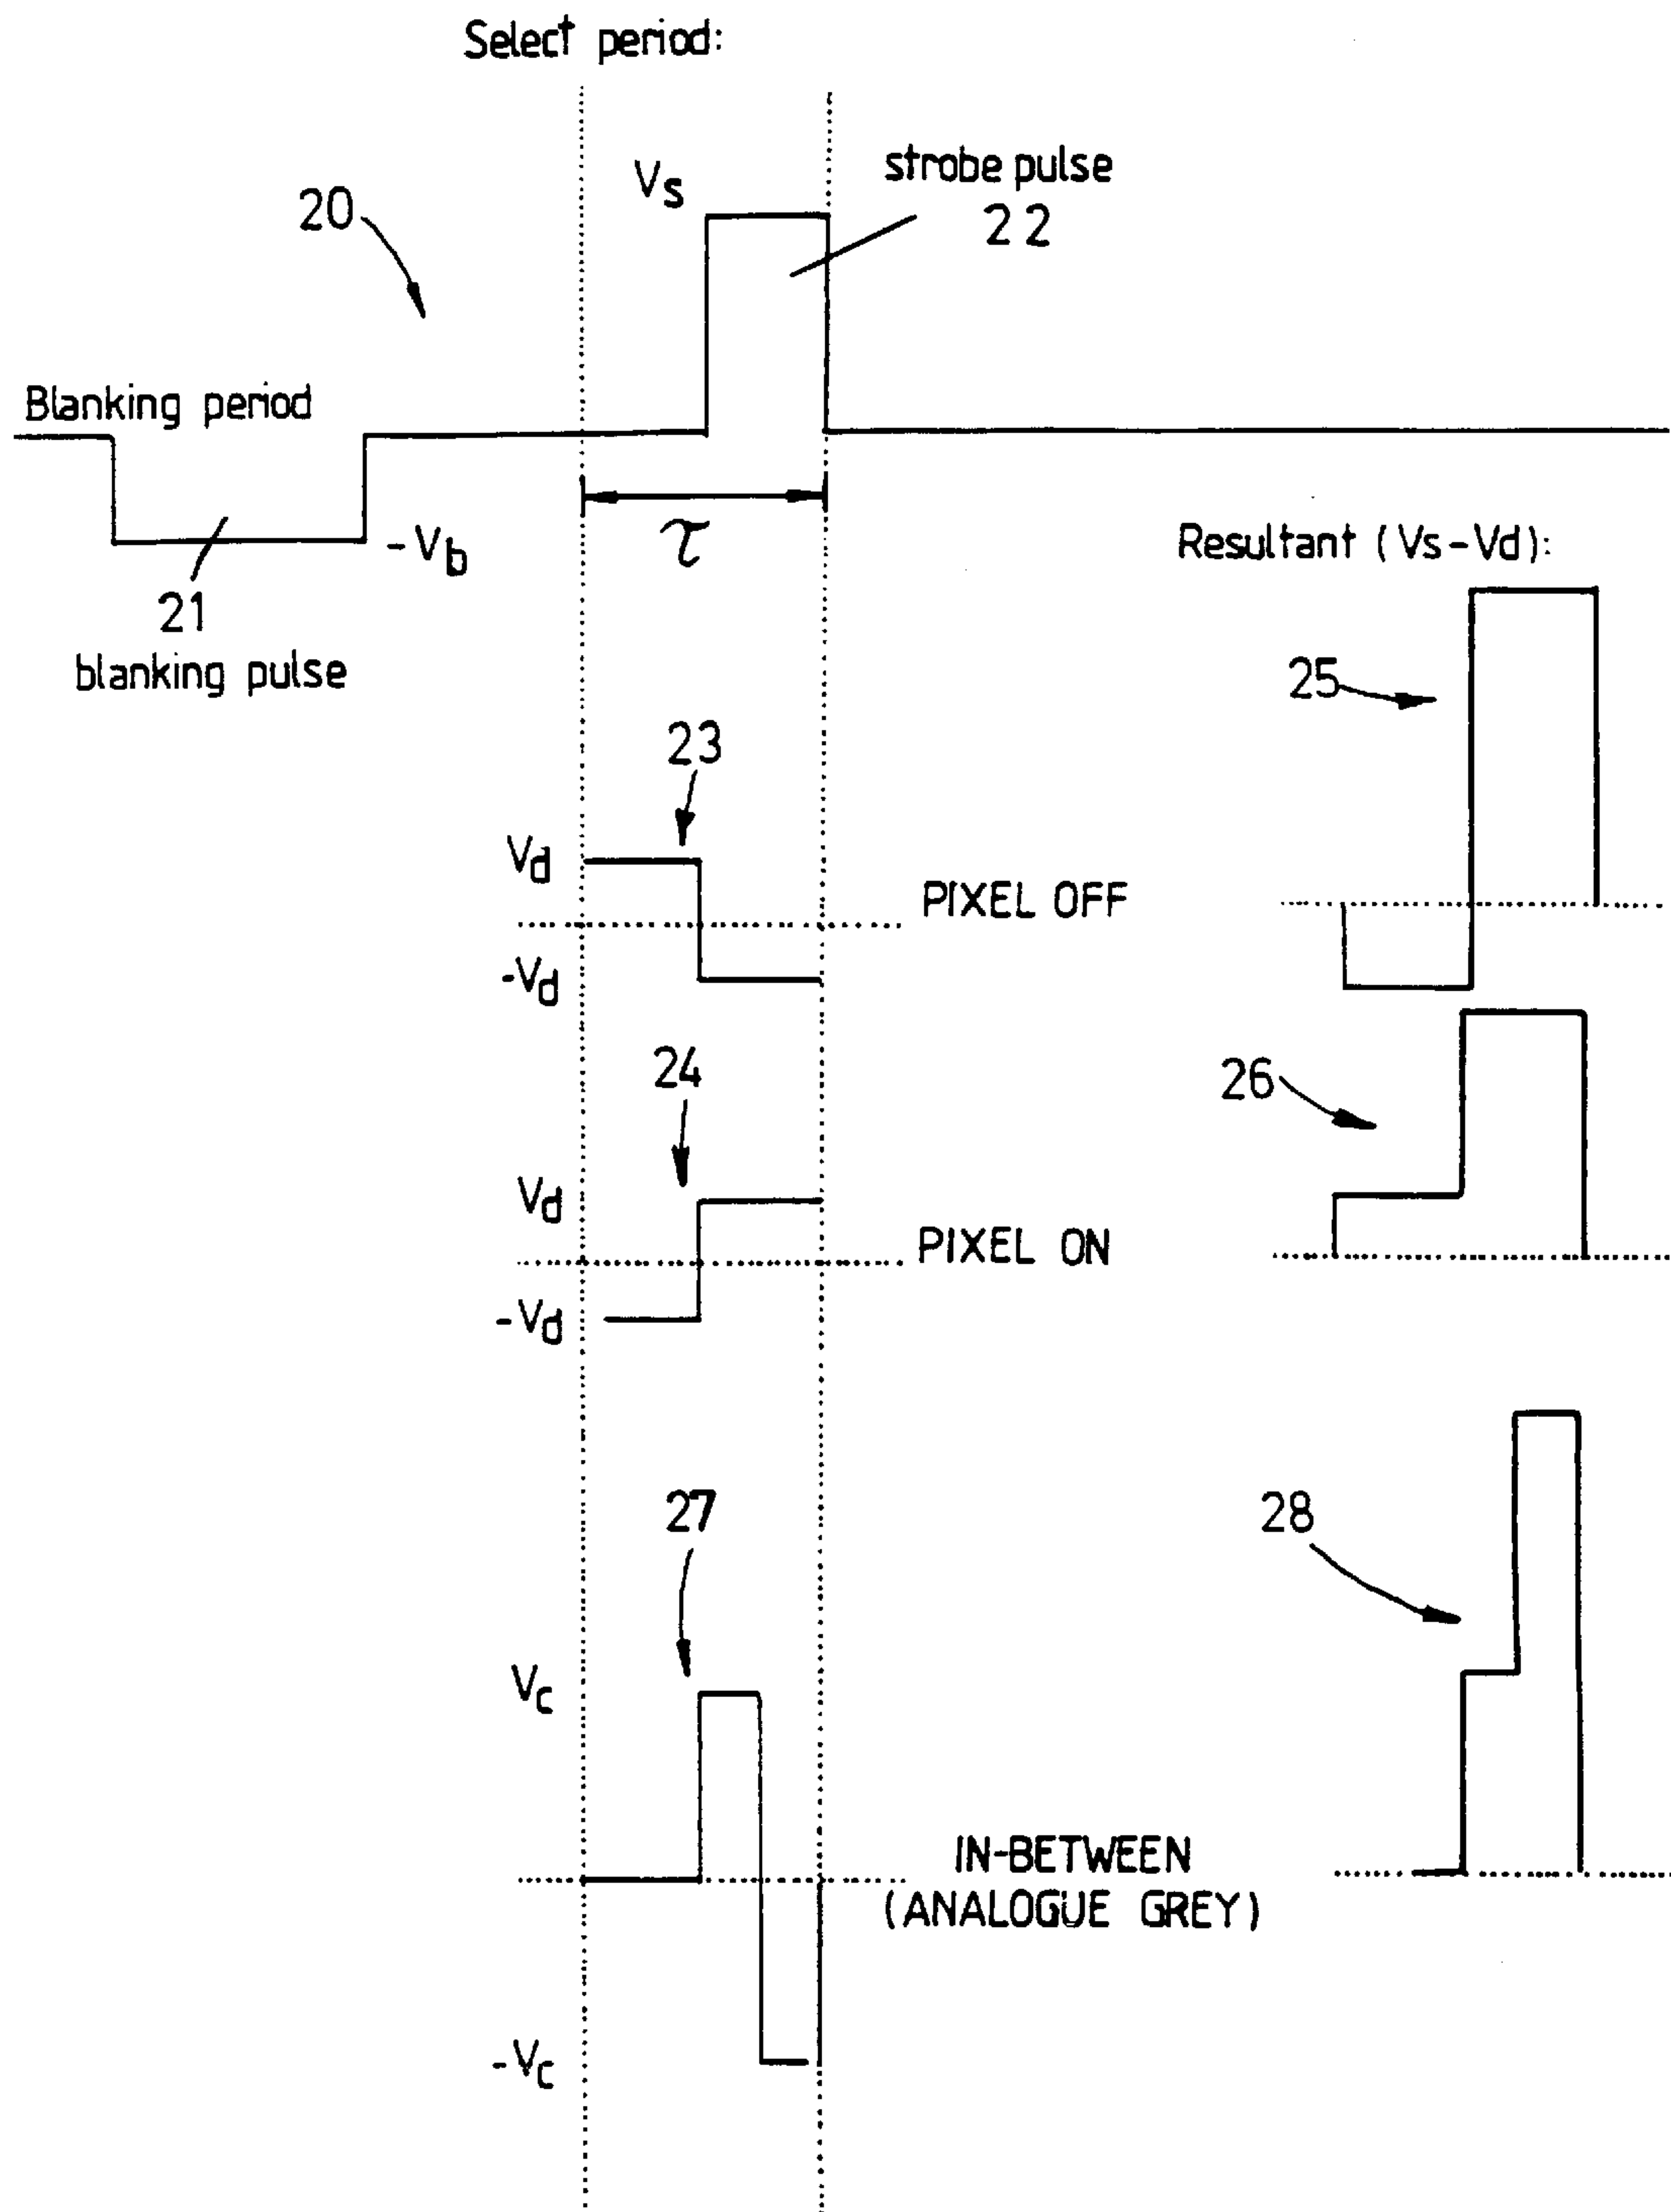 Select period:
Vs
strobe pulse
22
20
Blanking period
-Vb
τ
21
blanking pulse
Resultant (Vs-Vd):
25
23
Vd
PIXEL OFF
-Vd
24
26
Vd
PIXEL ON
-Vd
27
28
Vc
IN-BETWEEN
(ANALOGUE GREY)
-Vc